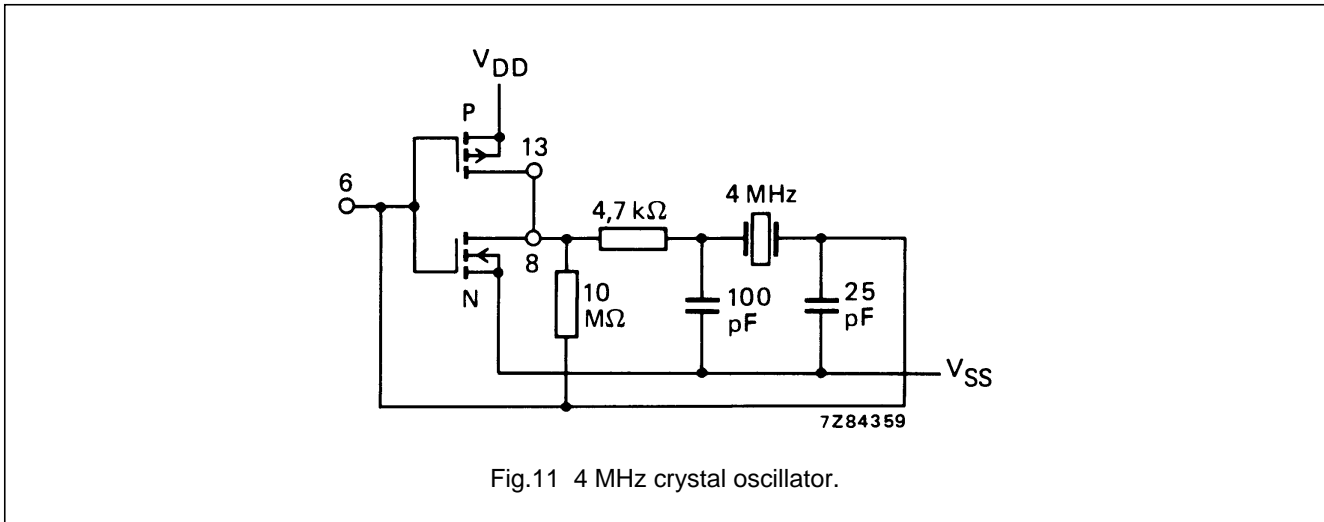 V_DD
P
13
6
4 MHz
4,7 kΩ
8
N
10
MΩ
100
pF
25
pF
V_SS
7Z84359
Fig.11 4 MHz crystal oscillator.